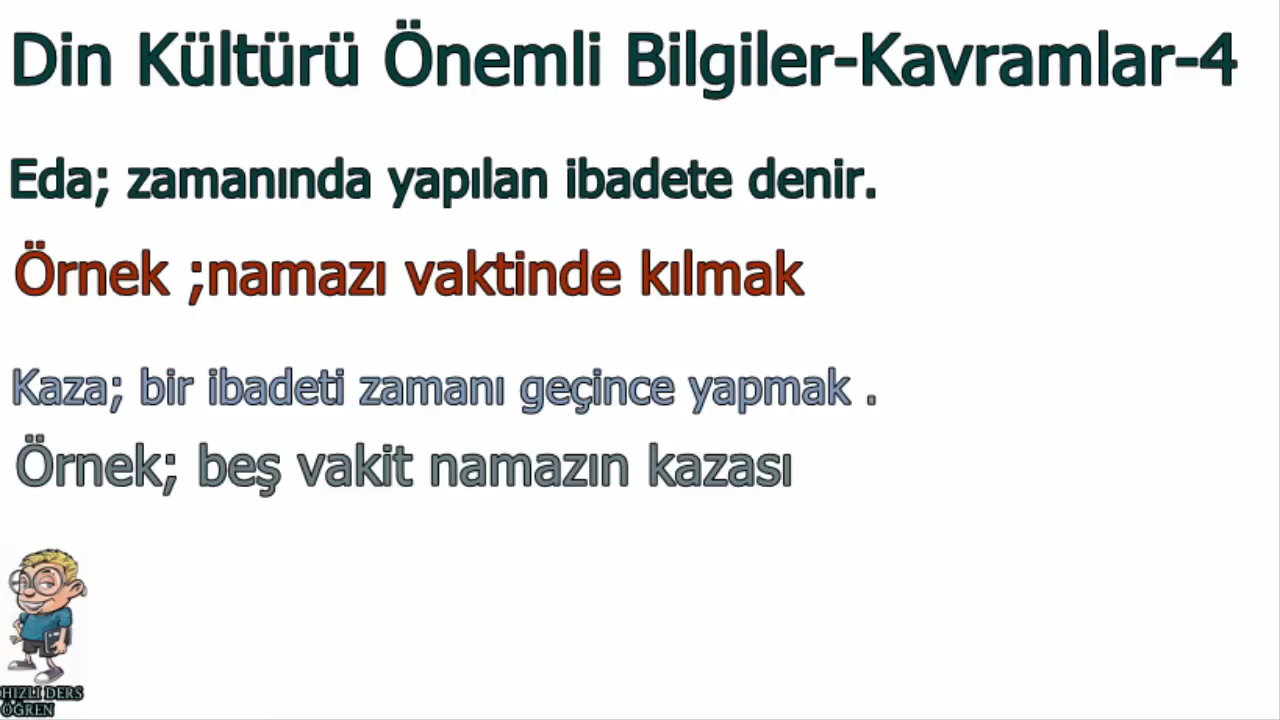 Din Kültürü Önemli Bilgiler-Kavramlar-4
Eda; zamanında yapılan ibadete denir.
Örnek ;namazı vaktinde kılmak
Kaza; bir ibadeti zamanı geçince yapmak .
Örnek; beş vakit namazın kazası
HIZLI DERS
ÖĞREN